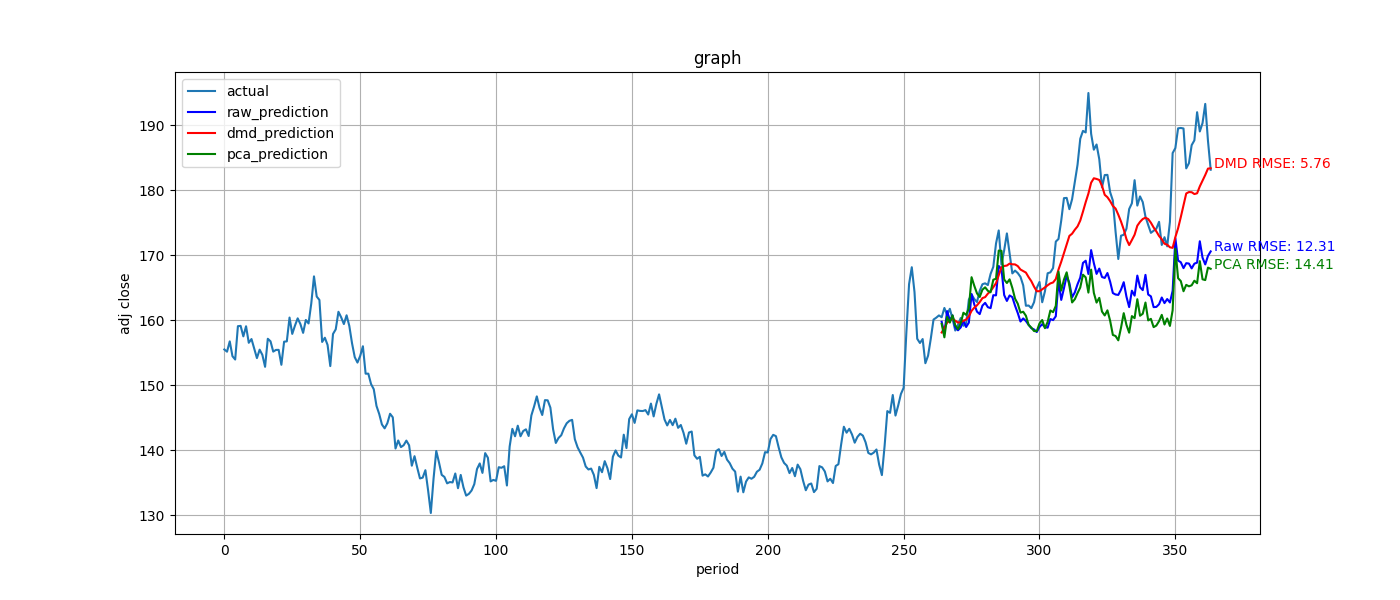 graph
actual
raw_prediction
dmd_prediction
pca_prediction
190
180
170
160
150
140
130
adj close
DMD RMSE: 5.76
Raw RMSE: 12.31
PCA RMSE: 14.41
0 50 100 150 200 250 300 350
period